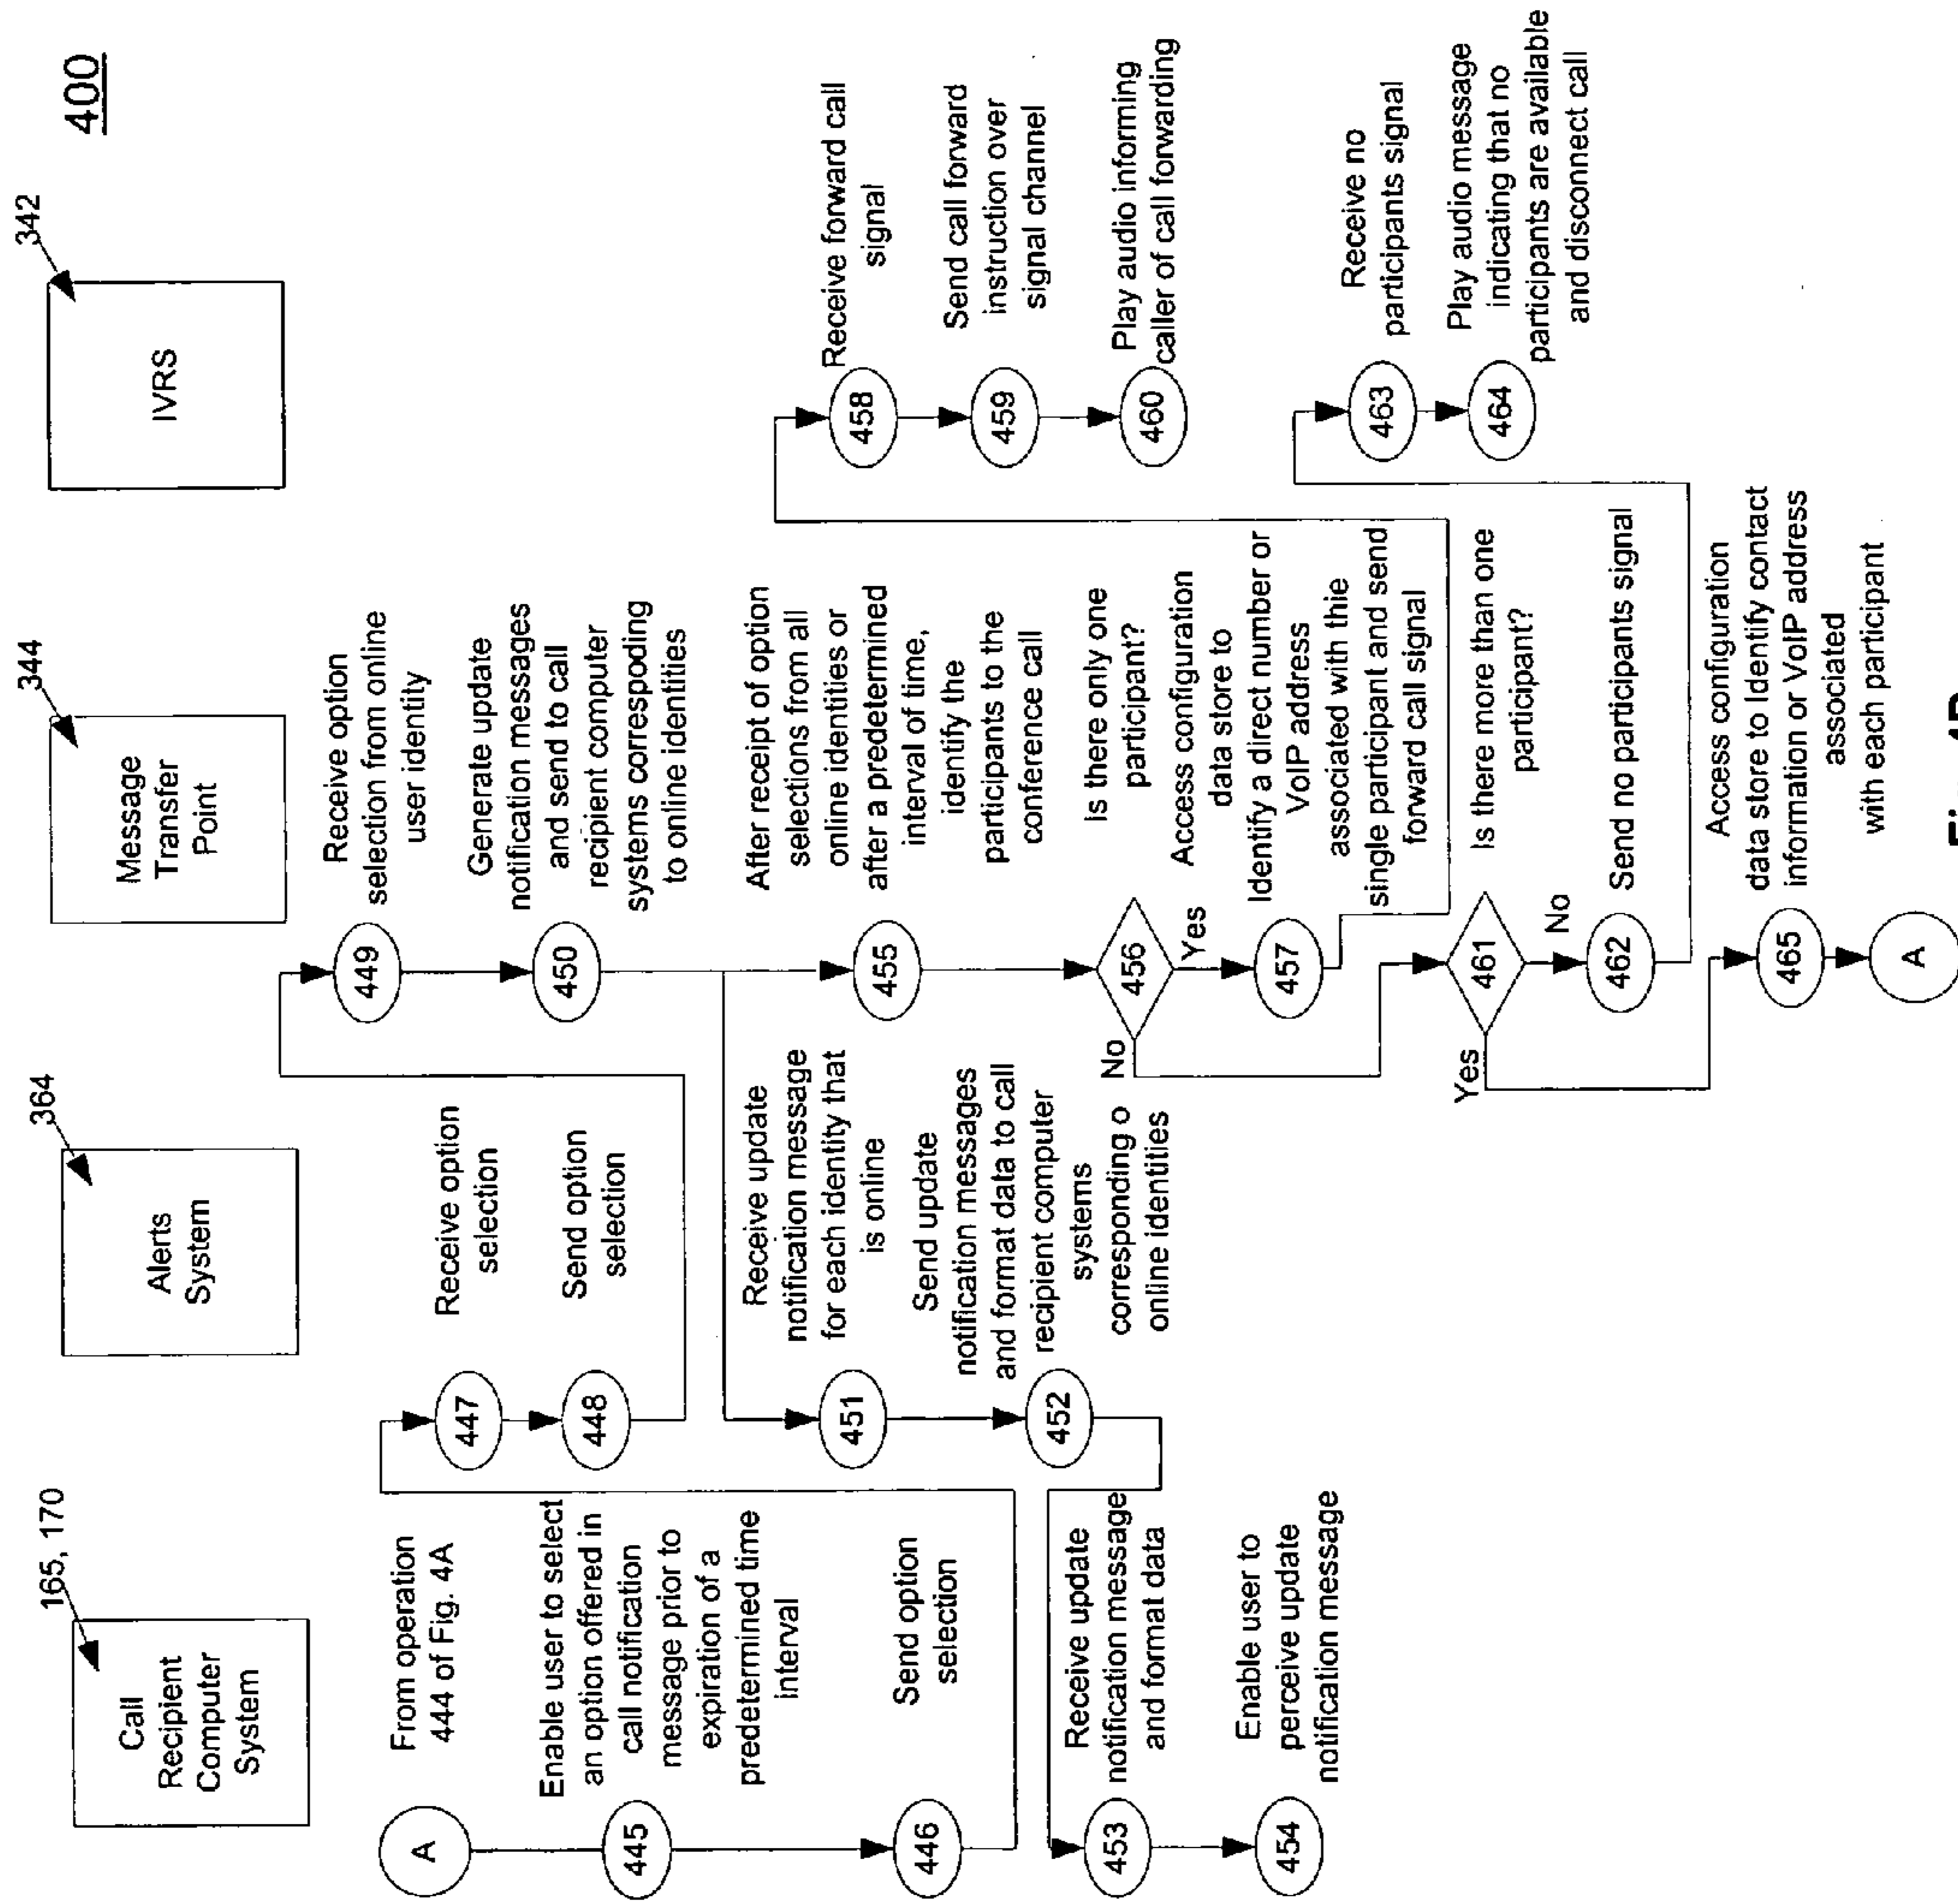 400
165, 170
Call
Recipient
Computer
System
364
Alerts
System
344
Message
Transfer
Point
342
IVRS
A
From operation
444 of Fig. 4A
445
Enable user to select
an option offered in
call notification
message prior to
expiration of a
predetermined time
interval
446
Send option
selection
447
Receive option
selection
448
Send option
selection
449
Receive option
selection from online
user identity
450
Generate update
notification messages
and send to call
recipient computer
systems correspoding
to online identities
451
Receive update
notification message
for each identity that
is online
452
Send update
notification messages
and format data to call
recipient computer
systems
corresponding o
online identities
453
Receive update
notification message
and format data
454
Enable user to
perceive update
notification message
455
After receipt of option
selections from all
online identities or
after a predetermined
interval of time,
identify the
participants to the
conference call
456
Is there only one
participant?
Yes
No
457
Access configuration
data store to
Identify a direct number or
VoIP address
associated with thie
single participant and send
forward call signal
458
Receive forward call
signal
459
Send call forward
instruction over
signal channel
460
Play audio informing
caller of call forwarding
461
Is there more than one
participant?
No
Yes
462
Send no participants signal
463
Receive no
participants signal
464
Play audio message
indicating that no
participants are available
and disconnect call
465
Access configuration
data store to Identify contact
information or VoIP address
associated
with each participant
A